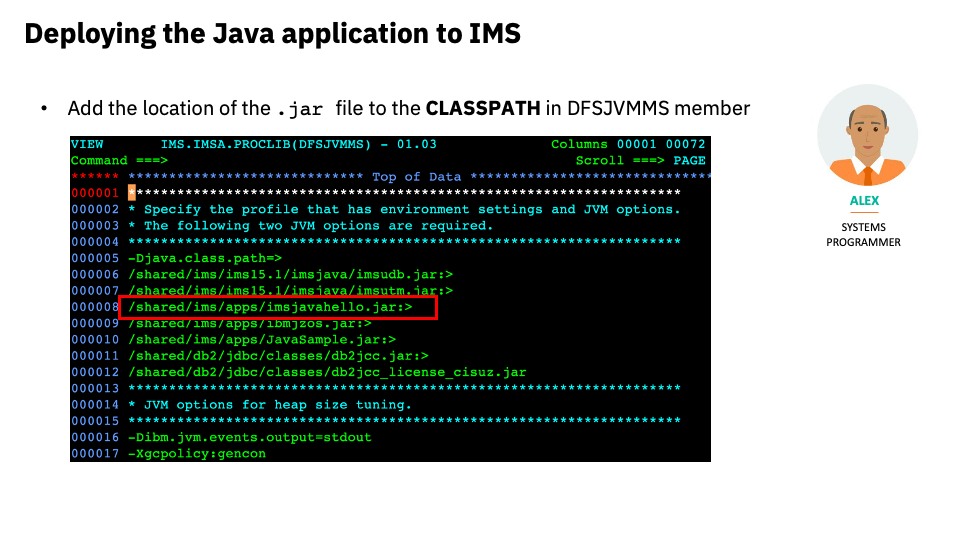 Deploying the Java application to IMS
• Add the location of the .jar file to the CLASSPATH in DFSJVMMS member
VIEW IMS.IMSA.PROCLIB(DFSJVMMS) - 01.03 Columns 00001 00072
Command ===> Scroll ===> PAGE
****** ***************************** Top of Data ******************************
000001 ********************************************************************
000002 * Specify the profile that has environment settings and JVM options.
000003 * The following two JVM options are required.
000004 ********************************************************************
000005 -Djava.class.path=>
000006 /shared/ims/ims15.1/imsjava/imsudb.jar:>
000007 /shared/ims/ims15.1/imsjava/imsutm.jar:>
000008 /shared/ims/apps/imsjavahello.jar:>
000009 /shared/ims/apps/ibmjzos.jar:>
000010 /shared/ims/apps/JavaSample.jar:>
000011 /shared/db2/jdbc/classes/db2jcc.jar:>
000012 /shared/db2/jdbc/classes/db2jcc_license_cisuz.jar
000013 ********************************************************************
000014 * JVM options for heap size tuning.
000015 ********************************************************************
000016 -Dibm.jvm.events.output=stdout
000017 -Xgcpolicy:gencon
ALEX
SYSTEMS
PROGRAMMER